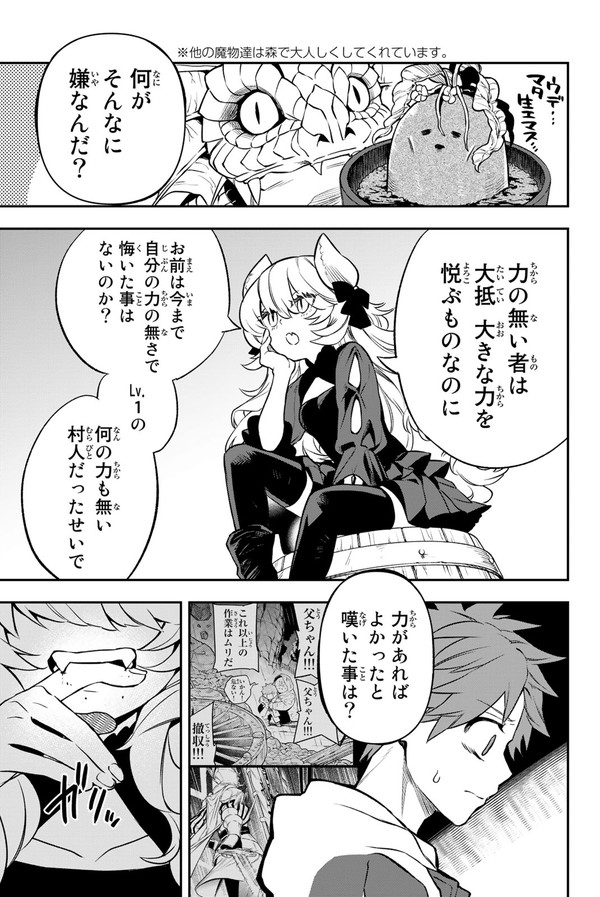 ※他の魔物達は森で大人しくしてくれています。
ウデ…
マタ
生エマスッ
何が
そんなに
嫌なんだ？
力の無い者は
大抵 大きな力を
悦ぶものなのに
お前は今まで
自分の力の無さで
悔いた事は
ないのか？
Lv.1の
何の力も無い
村人だったせいで
力があれば
よかったと
嘆いた事は？
父ちゃん!!!
父ちゃん!!!
これ以上の
作業はムリだ
撤収!!!
ガリッ